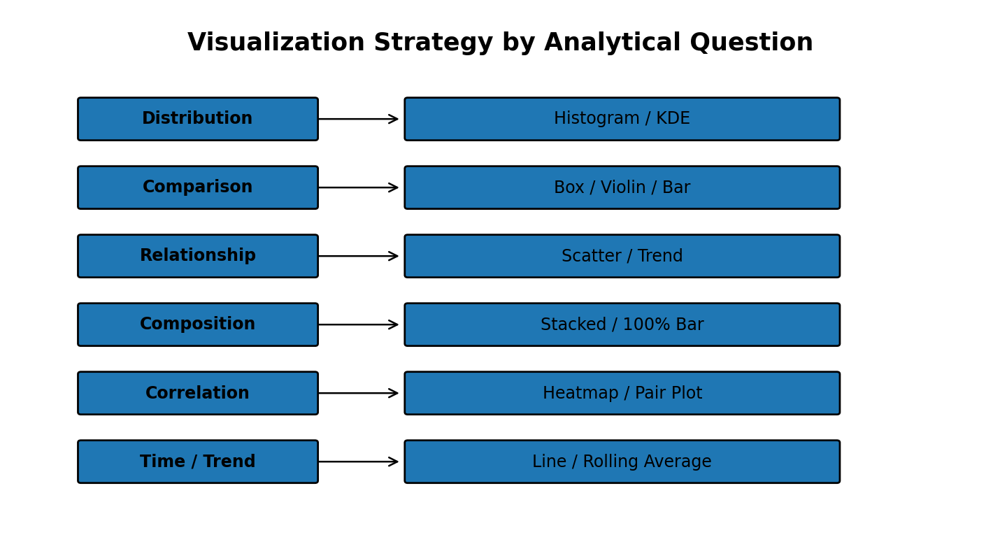 Visualization Strategy by Analytical Question
Distribution
Histogram / KDE
Comparison
Box / Violin / Bar
Relationship
Scatter / Trend
Composition
Stacked / 100% Bar
Correlation
Heatmap / Pair Plot
Time / Trend
Line / Rolling Average